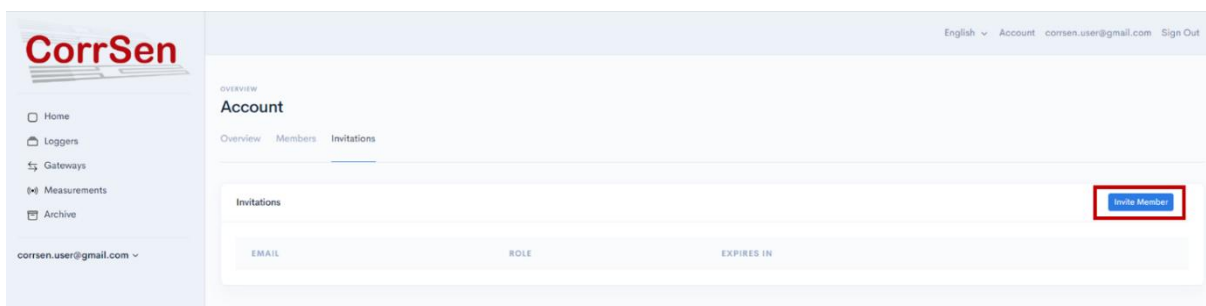 CorrSen
Home
Loggers
Gateways
Measurements
Archive
corrsen.user@gmail.com
English Account corrsen.user@gmail.com Sign Out
OVERVIEW
Account
Overview Members Invitations
Invitations Invite Member
EMAIL ROLE EXPIRES IN